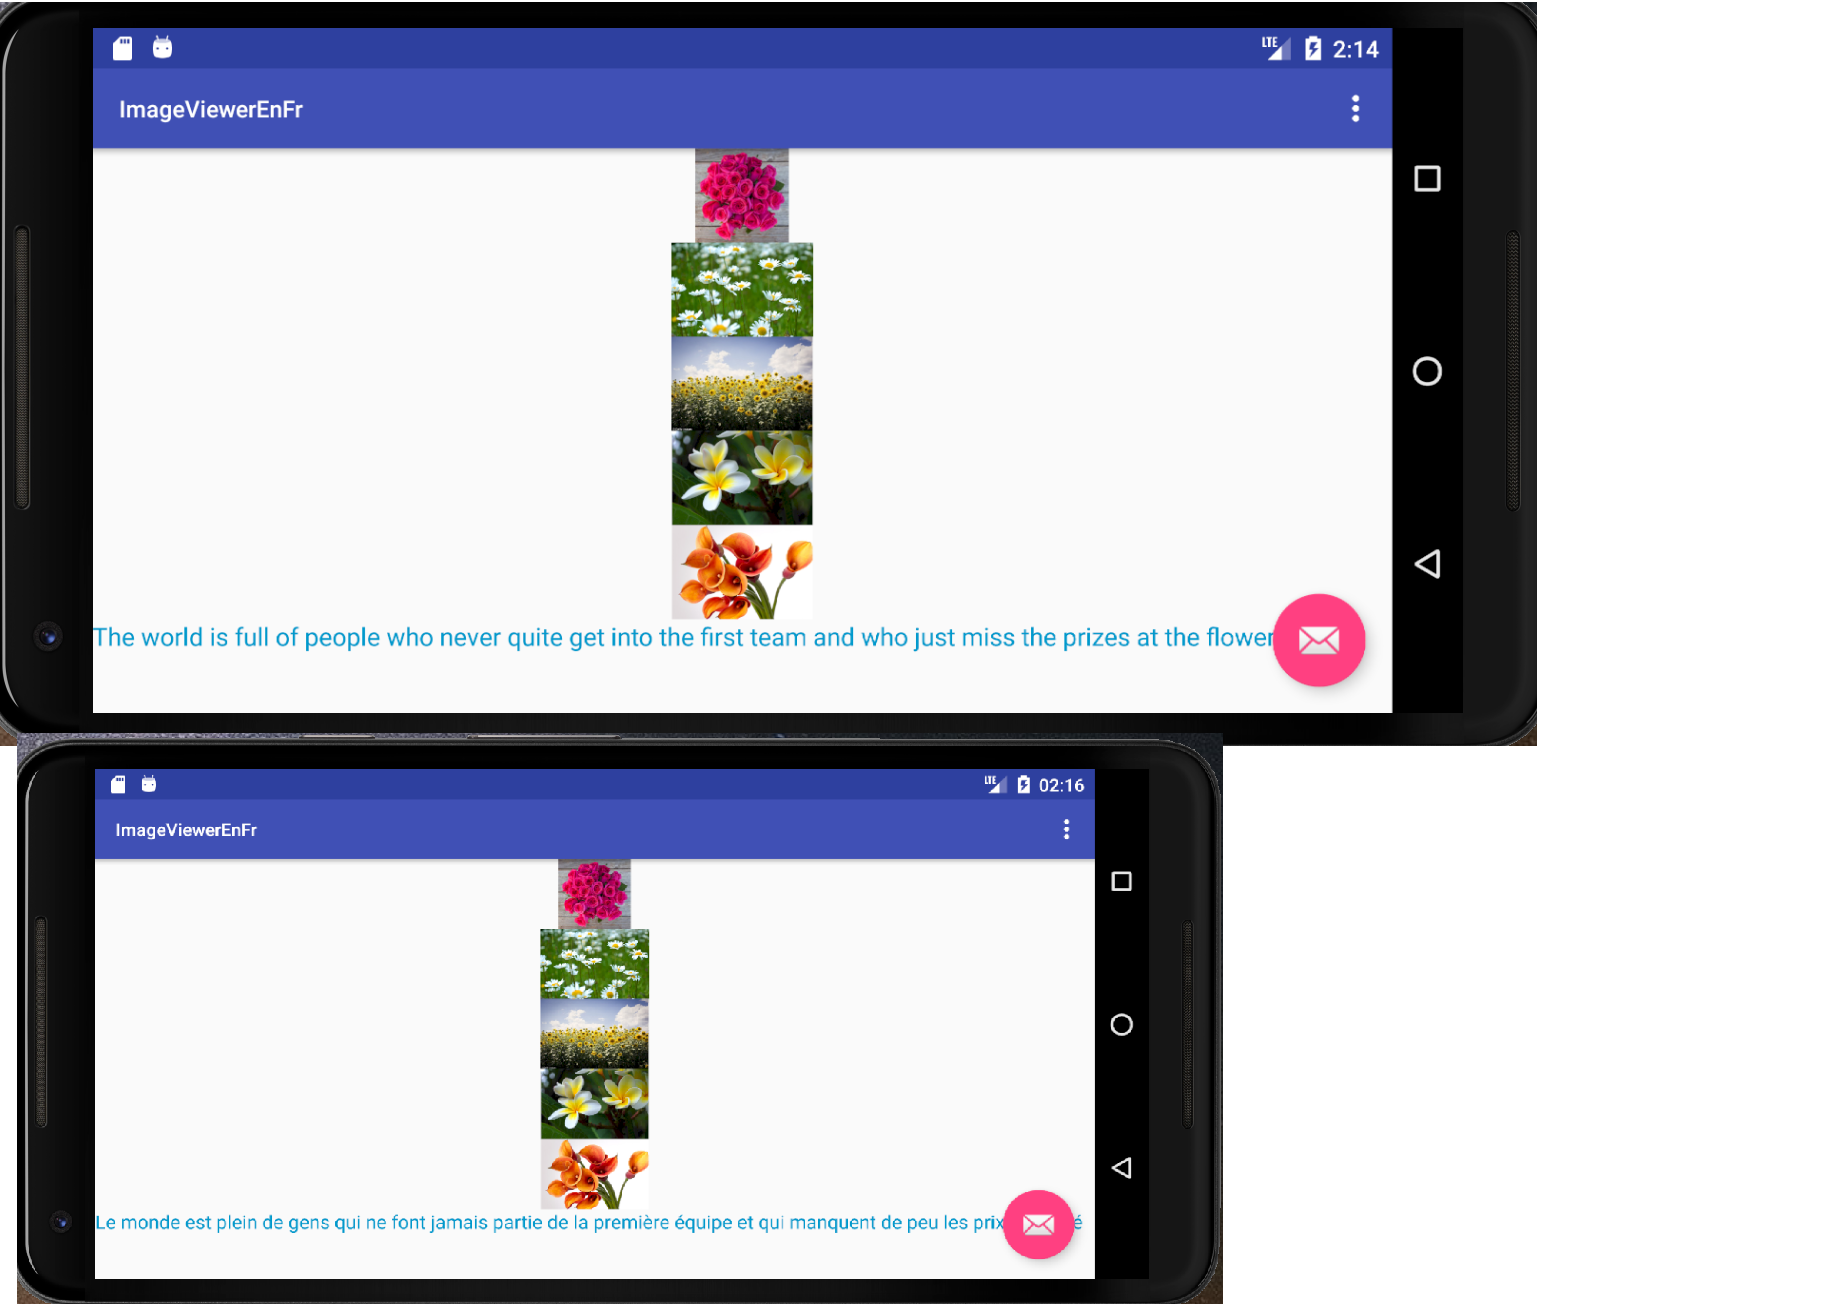 LTE 2:14
ImageViewerEnFr
The world is full of people who never quite get into the first team and who just miss the prizes at the flower
LTE 02:16
ImageViewerEnFr
Le monde est plein de gens qui ne font jamais partie de la première équipe et qui manquent de peu les prix